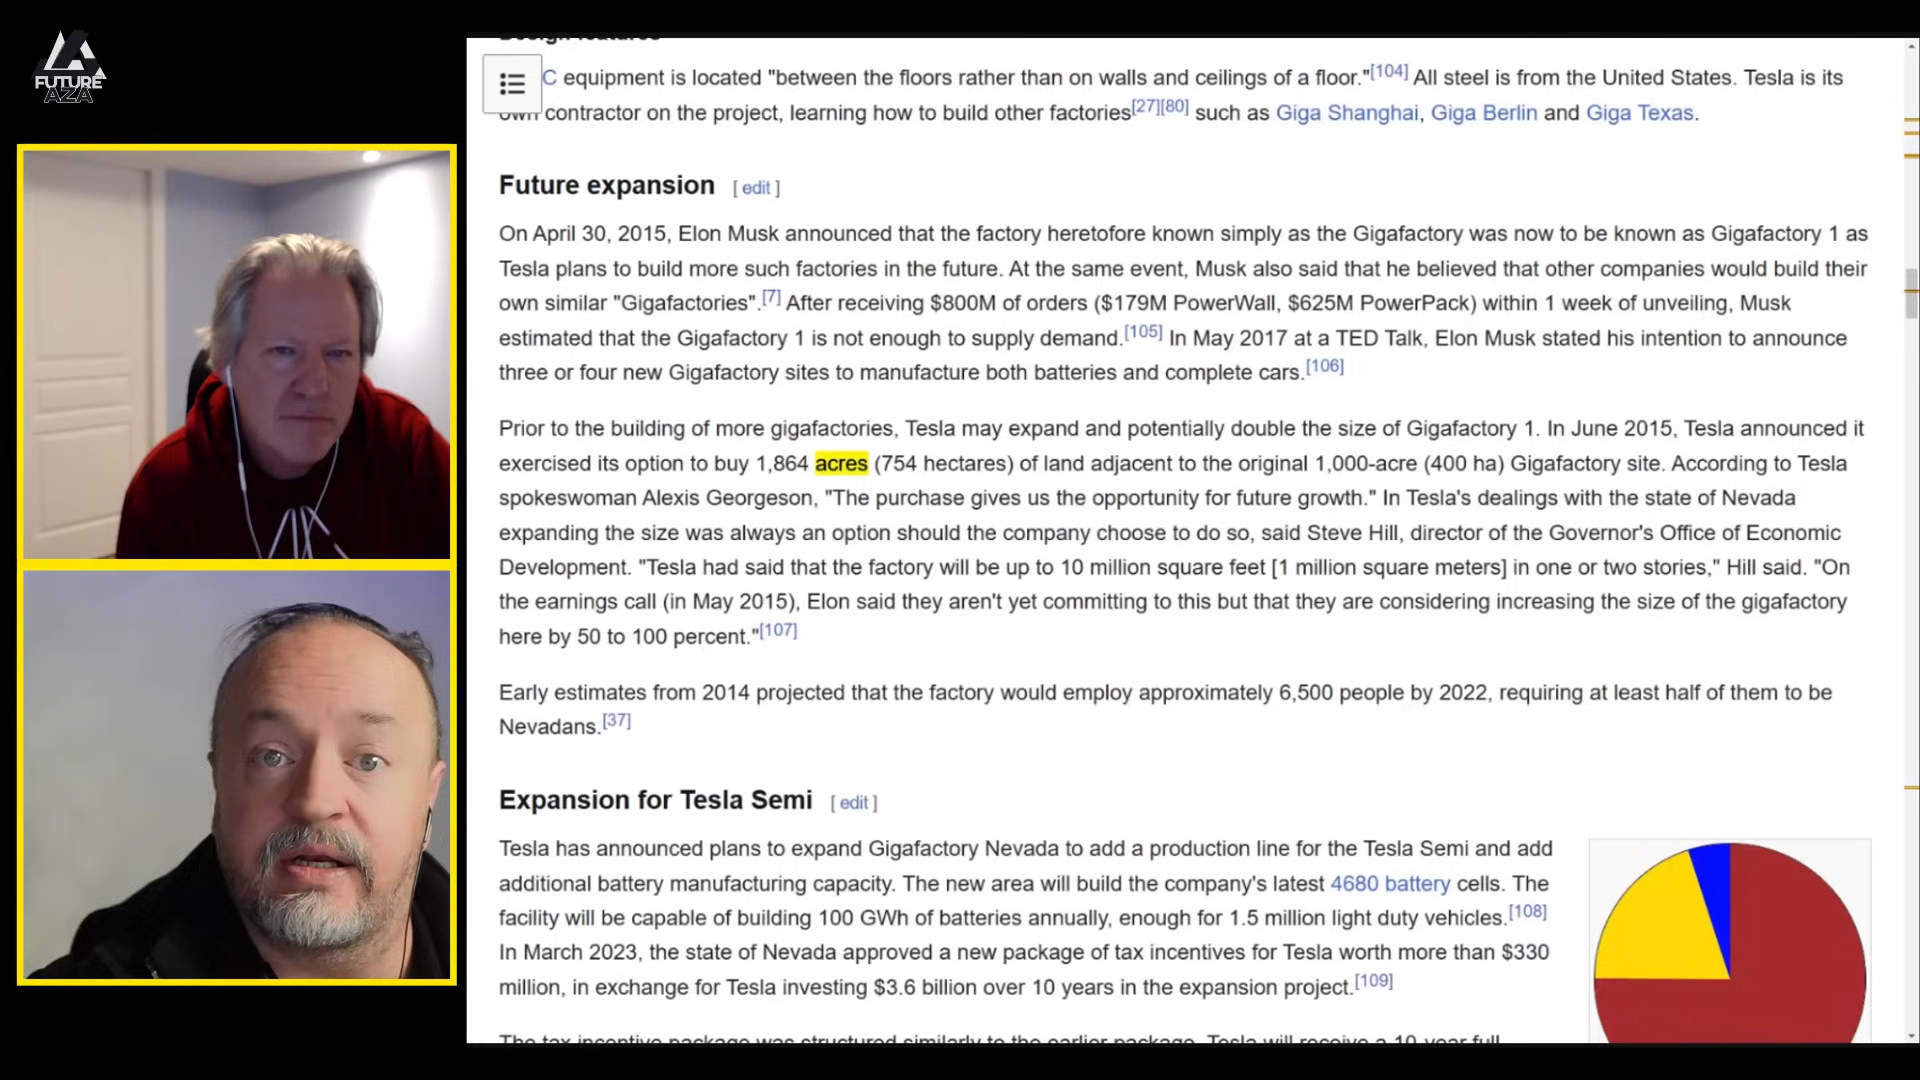 FUTURE
AZA
Design features
C equipment is located "between the floors rather than on walls and ceilings of a floor."[104] All steel is from the United States. Tesla is its
own contractor on the project, learning how to build other factories[27][80] such as Giga Shanghai, Giga Berlin and Giga Texas.
Future expansion [ edit ]
On April 30, 2015, Elon Musk announced that the factory heretofore known simply as the Gigafactory was now to be known as Gigafactory 1 as
Tesla plans to build more such factories in the future. At the same event, Musk also said that he believed that other companies would build their
own similar "Gigafactories".[7] After receiving $800M of orders ($179M PowerWall, $625M PowerPack) within 1 week of unveiling, Musk
estimated that the Gigafactory 1 is not enough to supply demand.[105] In May 2017 at a TED Talk, Elon Musk stated his intention to announce
three or four new Gigafactory sites to manufacture both batteries and complete cars.[106]
Prior to the building of more gigafactories, Tesla may expand and potentially double the size of Gigafactory 1. In June 2015, Tesla announced it
exercised its option to buy 1,864 acres (754 hectares) of land adjacent to the original 1,000-acre (400 ha) Gigafactory site. According to Tesla
spokeswoman Alexis Georgeson, "The purchase gives us the opportunity for future growth." In Tesla's dealings with the state of Nevada
expanding the size was always an option should the company choose to do so, said Steve Hill, director of the Governor's Office of Economic
Development. "Tesla had said that the factory will be up to 10 million square feet [1 million square meters] in one or two stories," Hill said. "On
the earnings call (in May 2015), Elon said they aren't yet committing to this but that they are considering increasing the size of the gigafactory
here by 50 to 100 percent."[107]
Early estimates from 2014 projected that the factory would employ approximately 6,500 people by 2022, requiring at least half of them to be
Nevadans.[37]
Expansion for Tesla Semi [ edit ]
Tesla has announced plans to expand Gigafactory Nevada to add a production line for the Tesla Semi and add
additional battery manufacturing capacity. The new area will build the company's latest 4680 battery cells. The
facility will be capable of building 100 GWh of batteries annually, enough for 1.5 million light duty vehicles.[108]
In March 2023, the state of Nevada approved a new package of tax incentives for Tesla worth more than $330
million, in exchange for Tesla investing $3.6 billion over 10 years in the expansion project.[109]
The tax incentive package was structured similarly to the earlier package. Tesla will receive a 10-year full